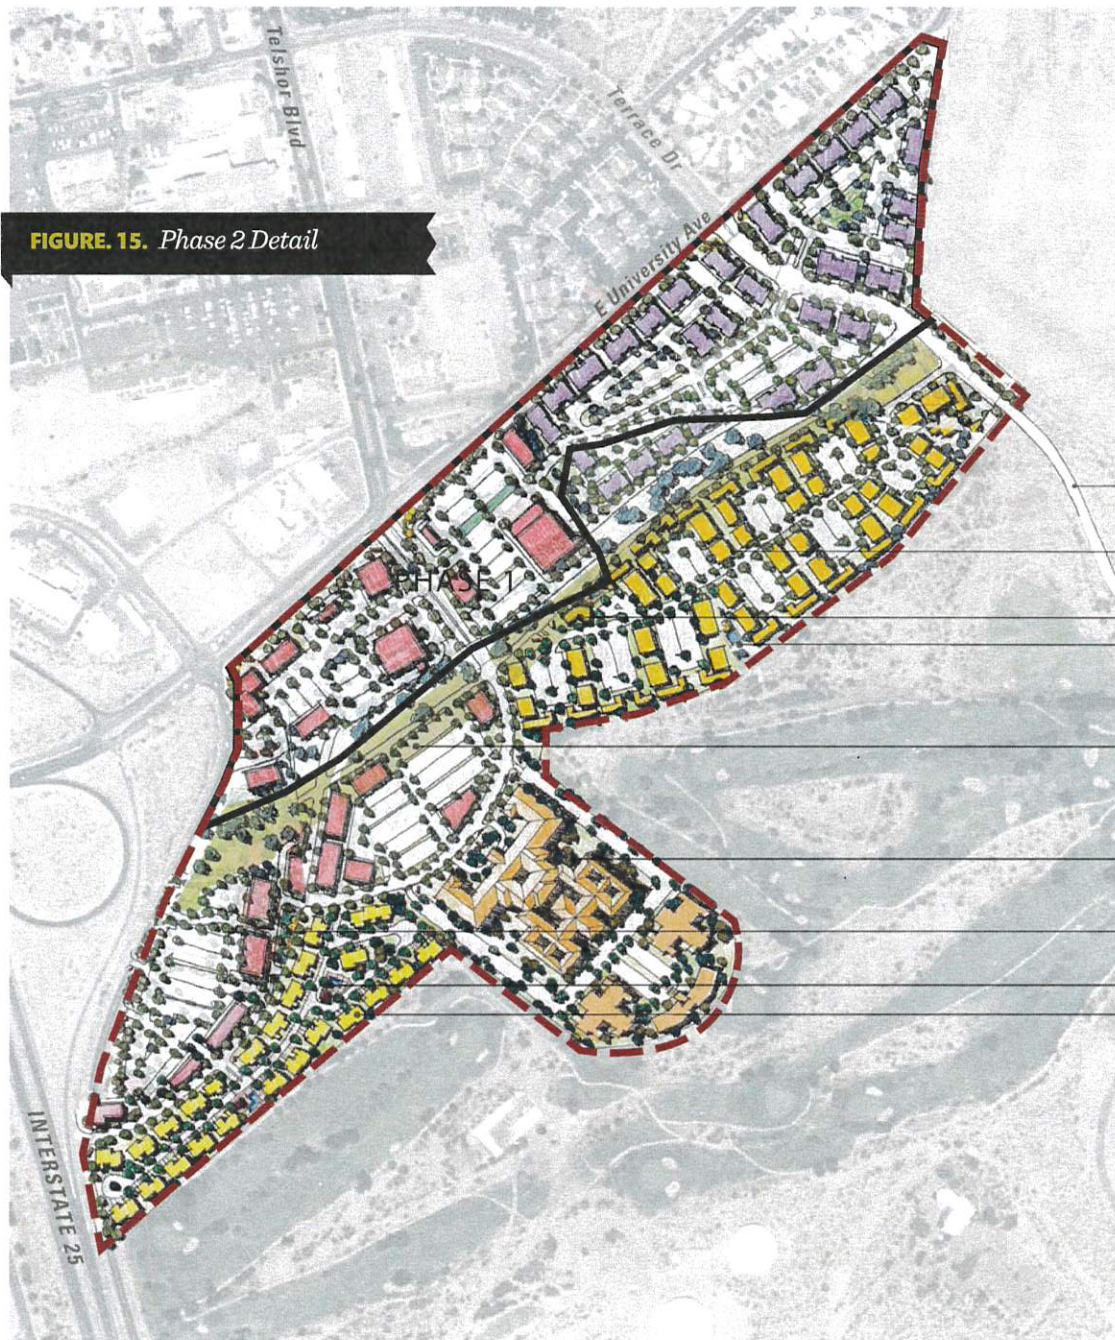 Telshor Blvd
Terrace Dr
FIGURE. 15. Phase 2 Detail
E University Ave
PHASE 1
INTERSTATE 25